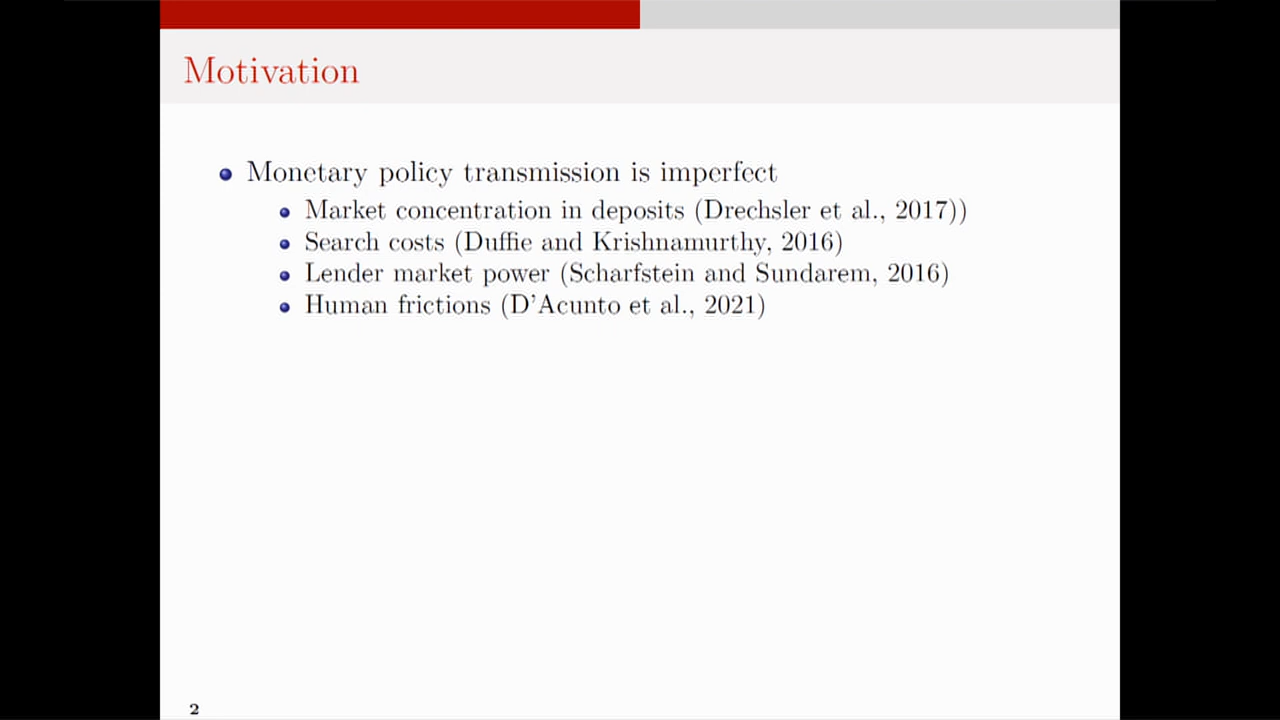 Motivation
Monetary policy transmission is imperfect
Market concentration in deposits (Drechsler et al., 2017))
Search costs (Duffie and Krishnamurthy, 2016)
Lender market power (Scharfstein and Sundarem, 2016)
Human frictions (D'Acunto et al., 2021)
2